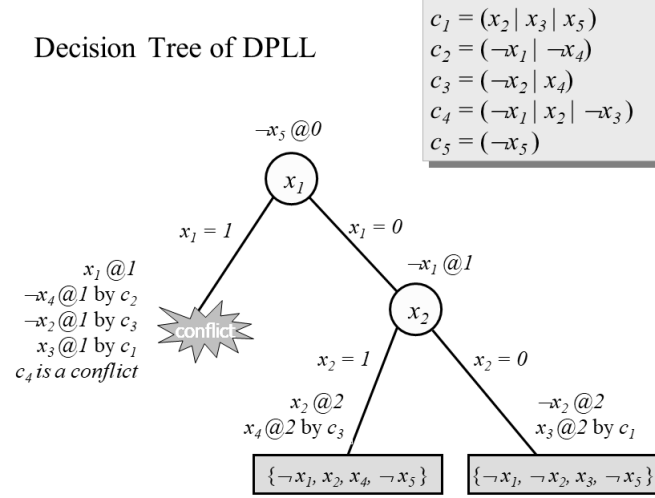 Decision Tree of DPLL
c₁ = (x₂ | x₃ | x₅)
c₂ = (¬x₁ | ¬x₄)
c₃ = (¬x₂ | x₄)
c₄ = (¬x₁ | x₂ | ¬x₃)
c₅ = (¬x₅)
¬x₅ @0
x₁
x₁ = 1
x₁ = 0
x₁ @1
¬x₄ @1 by c₂
¬x₂ @1 by c₃
x₃ @1 by c₁
c₄ is a conflict
conflict
¬x₁ @1
x₂
x₂ = 1
x₂ = 0
x₂ @2
x₄ @2 by c₃
¬x₂ @2
x₃ @2 by c₁
{¬x₁, x₂, x₄, ¬x₅}
{¬x₁, ¬x₂, x₃, ¬x₅}